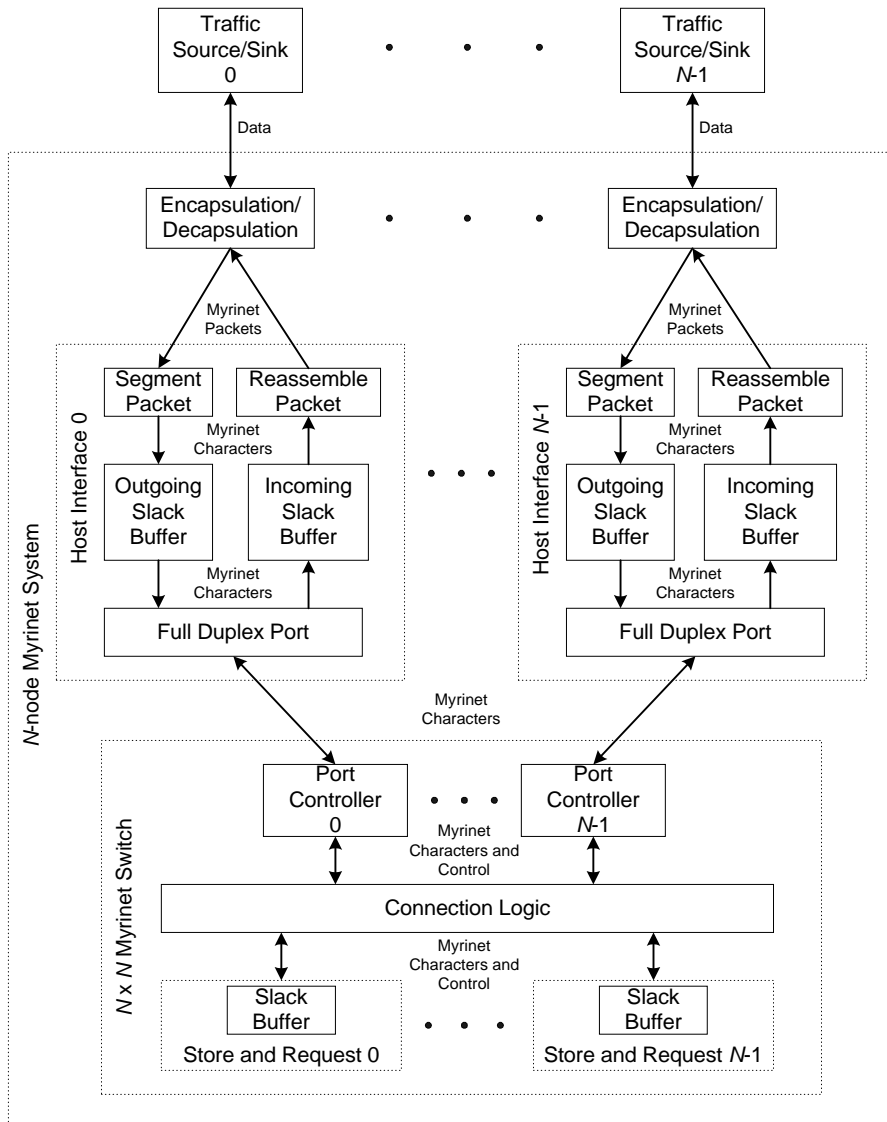 Traffic
Source/Sink
0
Traffic
Source/Sink
N-1
Data
Data
Encapsulation/
Decapsulation
Encapsulation/
Decapsulation
Myrinet
Packets
Myrinet
Packets
Segment
Packet
Reassemble
Packet
Segment
Packet
Reassemble
Packet
Myrinet
Characters
Myrinet
Characters
Outgoing
Slack
Buffer
Incoming
Slack
Buffer
Outgoing
Slack
Buffer
Incoming
Slack
Buffer
Host Interface 0
Host Interface N-1
Myrinet
Characters
Myrinet
Characters
Full Duplex Port
Full Duplex Port
N-node Myrinet System
Myrinet
Characters
Port
Controller
0
Port
Controller
N-1
Myrinet
Characters and
Control
Connection Logic
N x N Myrinet Switch
Myrinet
Characters and
Control
Slack
Buffer
Slack
Buffer
Store and Request 0
Store and Request N-1